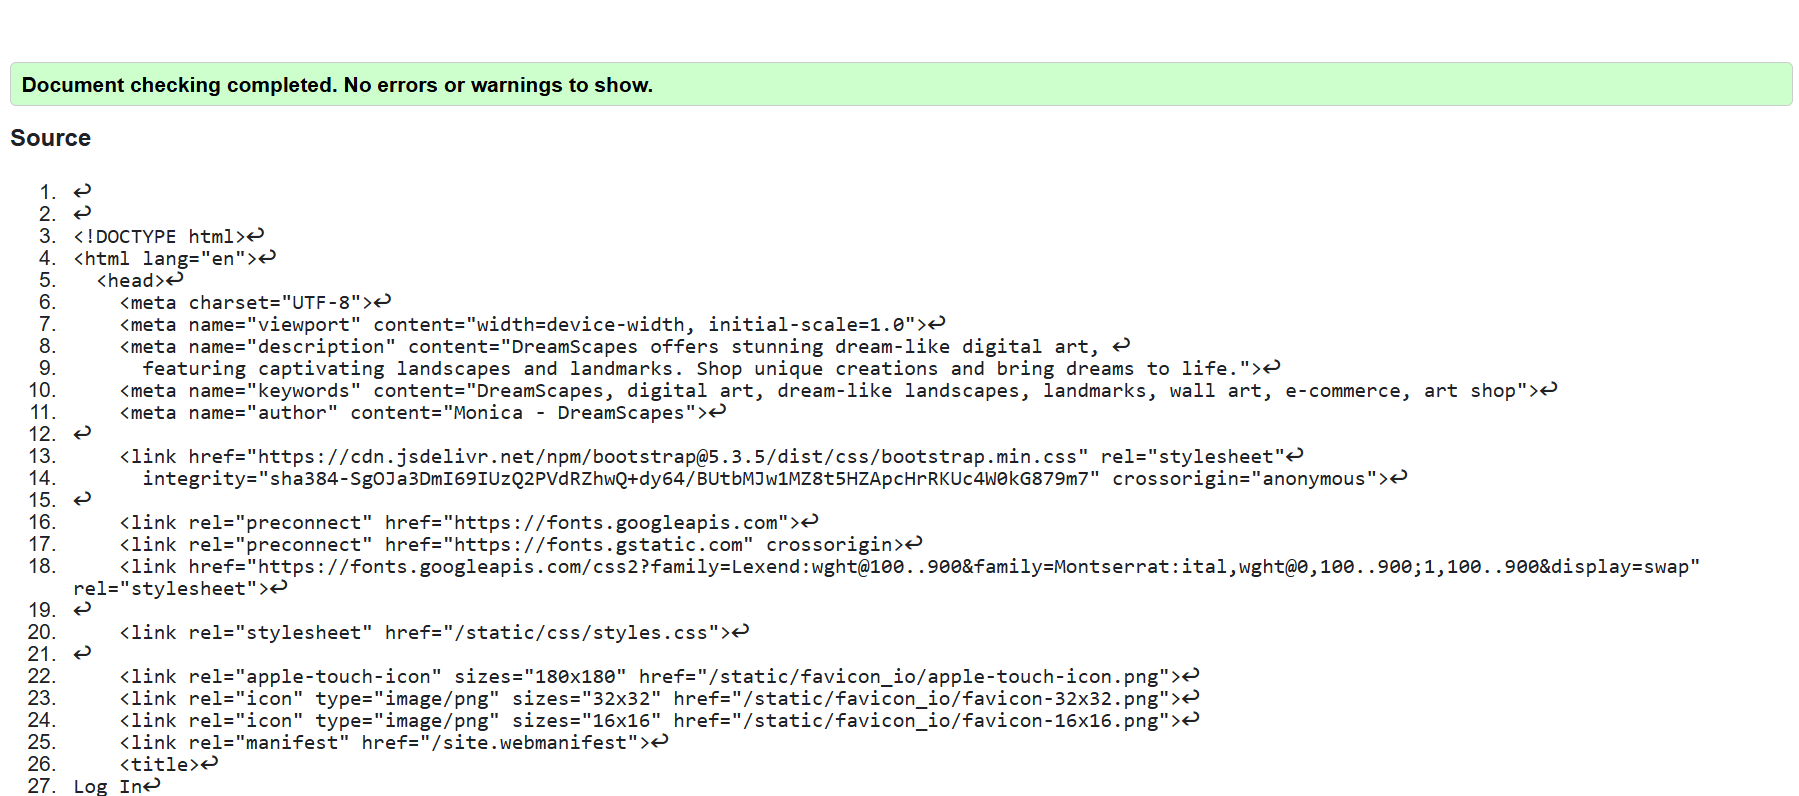 Document checking completed. No errors or warnings to show.
Source
1. ↩
2. ↩
3. <!DOCTYPE html>↩
4. <html lang="en">↩
5. <head>↩
6. <meta charset="UTF-8">↩
7. <meta name="viewport" content="width=device-width, initial-scale=1.0">↩
8. <meta name="description" content="DreamScapes offers stunning dream-like digital art, ↩
9. featuring captivating landscapes and landmarks. Shop unique creations and bring dreams to life.">↩
10. <meta name="keywords" content="DreamScapes, digital art, dream-like landscapes, landmarks, wall art, e-commerce, art shop">↩
11. <meta name="author" content="Monica - DreamScapes">↩
12. ↩
13. <link href="https://cdn.jsdelivr.net/npm/bootstrap@5.3.5/dist/css/bootstrap.min.css" rel="stylesheet"↩
14. integrity="sha384-SgOJa3DmI69IUzQ2PVdRZhwQ+dy64/BUtbMJw1MZ8t5HZApcHrRKUc4W0kG879m7" crossorigin="anonymous">↩
15. ↩
16. <link rel="preconnect" href="https://fonts.googleapis.com">↩
17. <link rel="preconnect" href="https://fonts.gstatic.com" crossorigin>↩
18. <link href="https://fonts.googleapis.com/css2?family=Lexend:wght@100..900&family=Montserrat:ital,wght@0,100..900;1,100..900&display=swap"
rel="stylesheet">↩
19. ↩
20. <link rel="stylesheet" href="/static/css/styles.css">↩
21. ↩
22. <link rel="apple-touch-icon" sizes="180x180" href="/static/favicon_io/apple-touch-icon.png">↩
23. <link rel="icon" type="image/png" sizes="32x32" href="/static/favicon_io/favicon-32x32.png">↩
24. <link rel="icon" type="image/png" sizes="16x16" href="/static/favicon_io/favicon-16x16.png">↩
25. <link rel="manifest" href="/site.webmanifest">↩
26. <title>↩
27. Log In↩